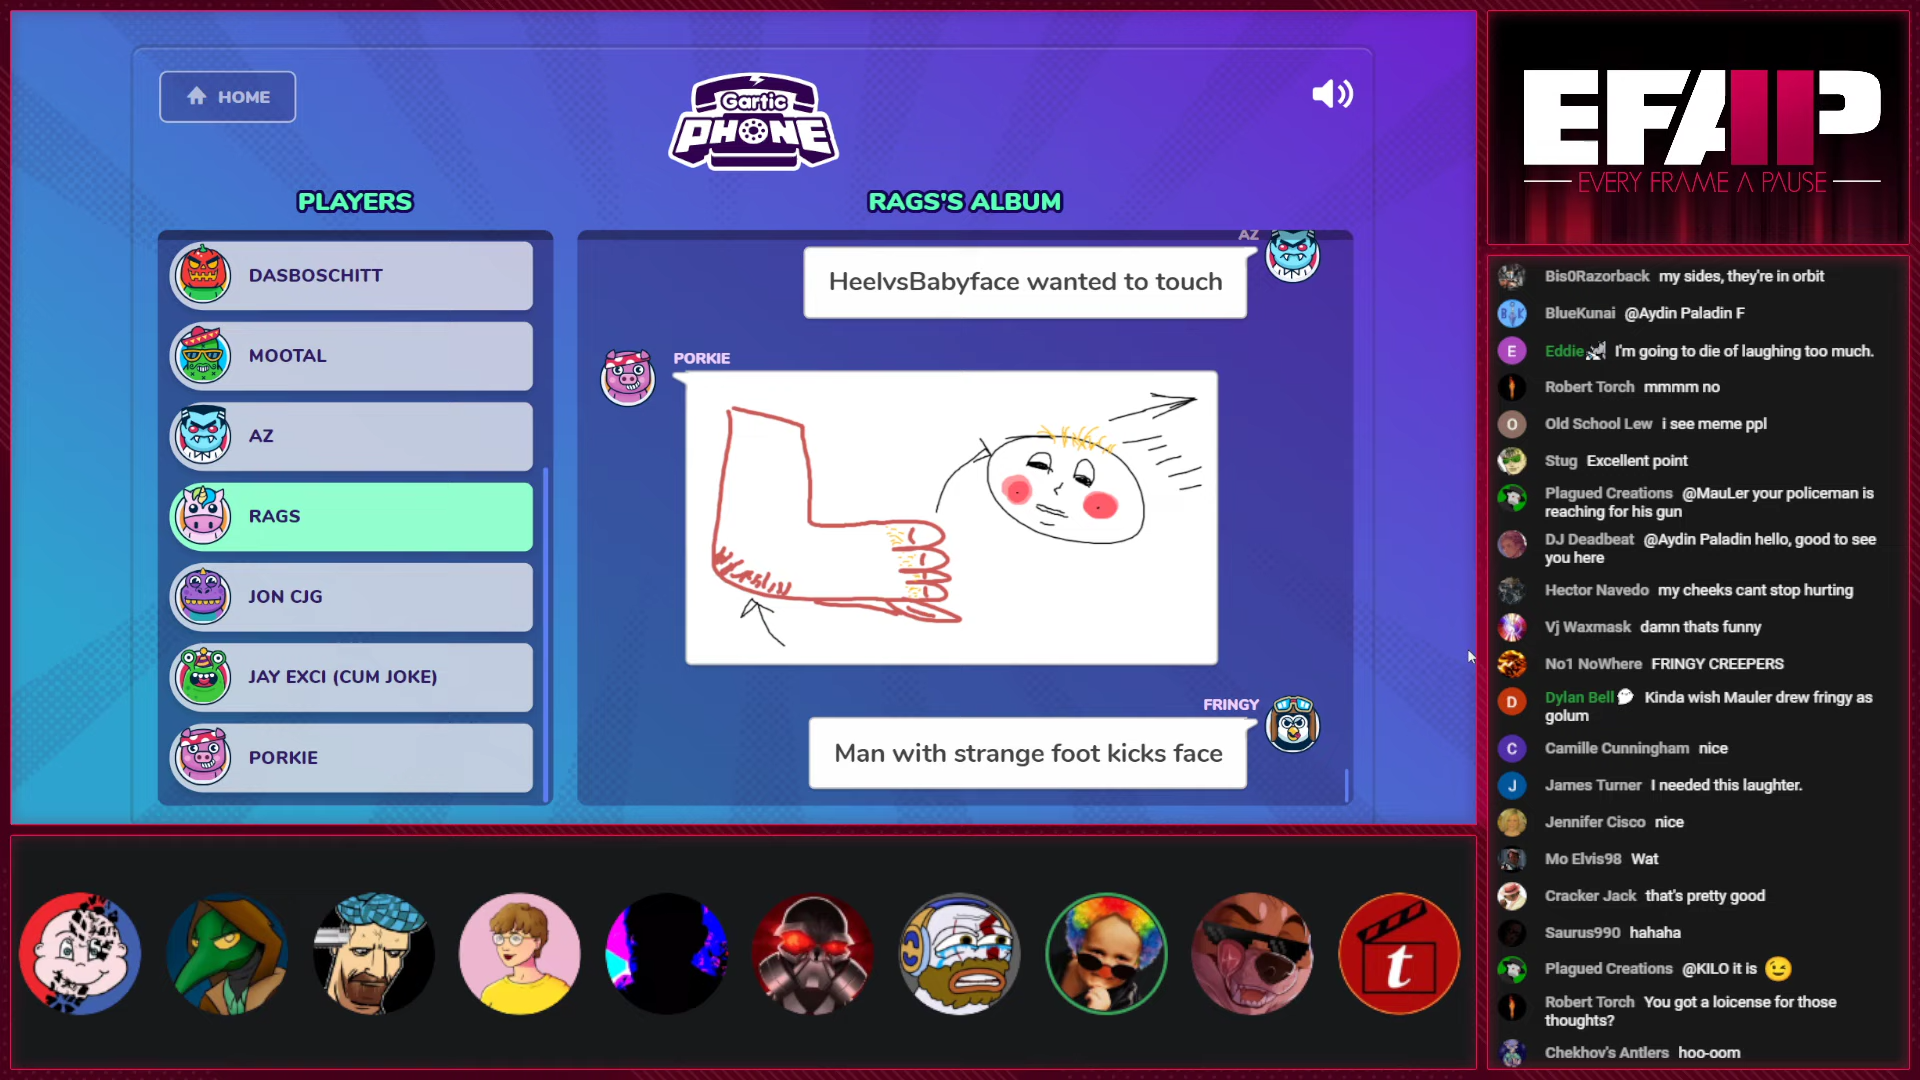 HOME
Gartic
PHONE
PLAYERS
DASBOSCHITT
MOOTAL
AZ
RAGS
JON CJG
JAY EXCI (CUM JOKE)
PORKIE
RAGS'S ALBUM
AZ
HeelvsBabyface wanted to touch
PORKIE
FRINGY
Man with strange foot kicks face
t
EFAP
EVERY FRAME A PAUSE
Bis0Razorback my sides, they're in orbit
BlueKunai @Aydin Paladin F
E
Eddie I'm going to die of laughing too much.
Robert Torch mmmm no
O
Old School Lew i see meme ppl
Stug Excellent point
Plagued Creations @MauLer your policeman is
reaching for his gun
DJ Deadbeat @Aydin Paladin hello, good to see
you here
Hector Navedo my cheeks cant stop hurting
Vj Waxmask damn thats funny
No1 NoWhere FRINGY CREEPERS
D
Dylan Bell Kinda wish Mauler drew fringy as
golum
C
Camille Cunningham nice
J
James Turner I needed this laughter.
Jennifer Cisco nice
Mo Elvis98 Wat
Cracker Jack that's pretty good
Saurus990 hahaha
Plagued Creations @KILO it is 😉
Robert Torch You got a loicense for those
thoughts?
Chekhov's Antlers hoo-oom